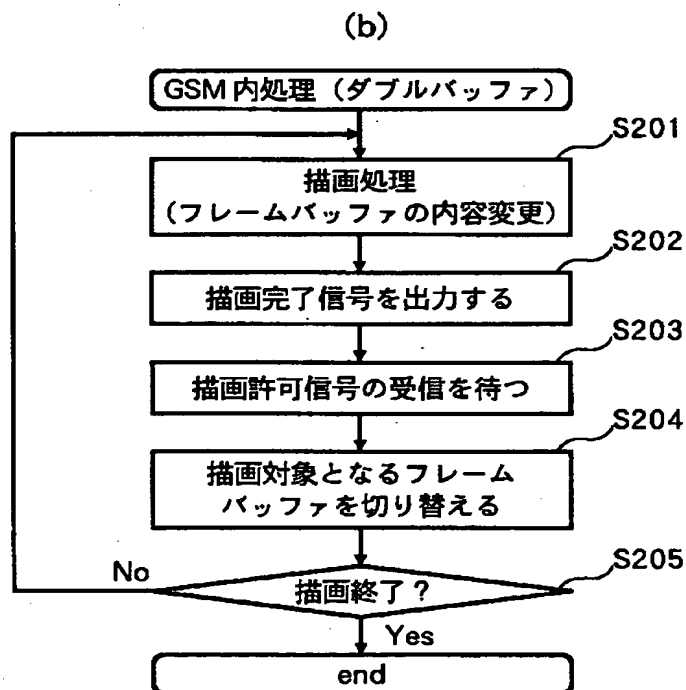 (b)
GSM 内処理 (ダブルバッファ)
S201
描画処理
(フレームバッファの内容変更)
S202
描画完了信号を出力する
S203
描画許可信号の受信を待つ
S204
描画対象となるフレーム
バッファを切り替える
S205
No
描画終了?
Yes
end